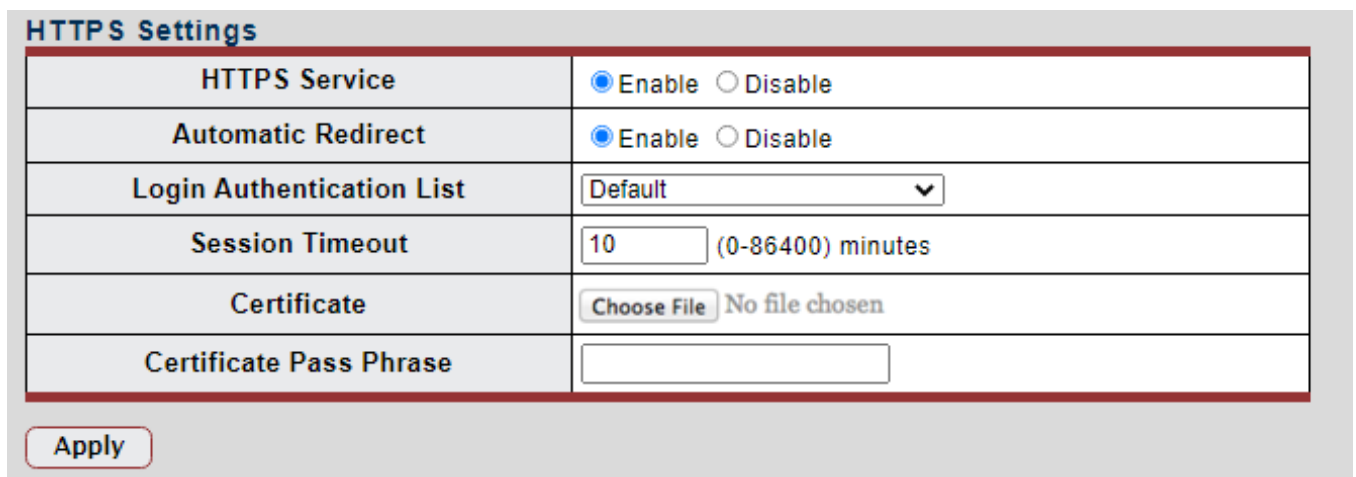 HTTPS Settings
HTTPS Service Enable Disable
Automatic Redirect Enable Disable
Login Authentication List Default
Session Timeout 10 (0-86400) minutes
Certificate Choose File No file chosen
Certificate Pass Phrase
Apply